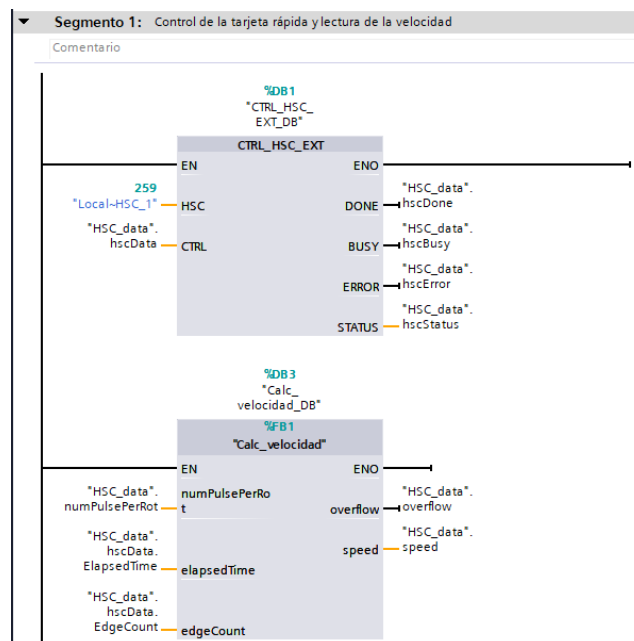 Segmento 1: Control de la tarjeta rápida y lectura de la velocidad
Comentario
%DB1
"CTRL_HSC_
EXT_DB"
CTRL_HSC_EXT
EN ENO
259
"Local~HSC_1" HSC
"HSC_data".
hscData CTRL
DONE "HSC_data".
hscDone
BUSY "HSC_data".
hscBusy
ERROR "HSC_data".
hscError
STATUS "HSC_data".
hscStatus
%DB3
"Calc_
velocidad_DB"
%FB1
"Calc_velocidad"
EN ENO
"HSC_data".
numPulsePerRot
numPulsePerRo
t
"HSC_data".
hscData.
ElapsedTime elapsedTime
"HSC_data".
hscData.
EdgeCount edgeCount
overflow "HSC_data".
overflow
speed "HSC_data".
speed